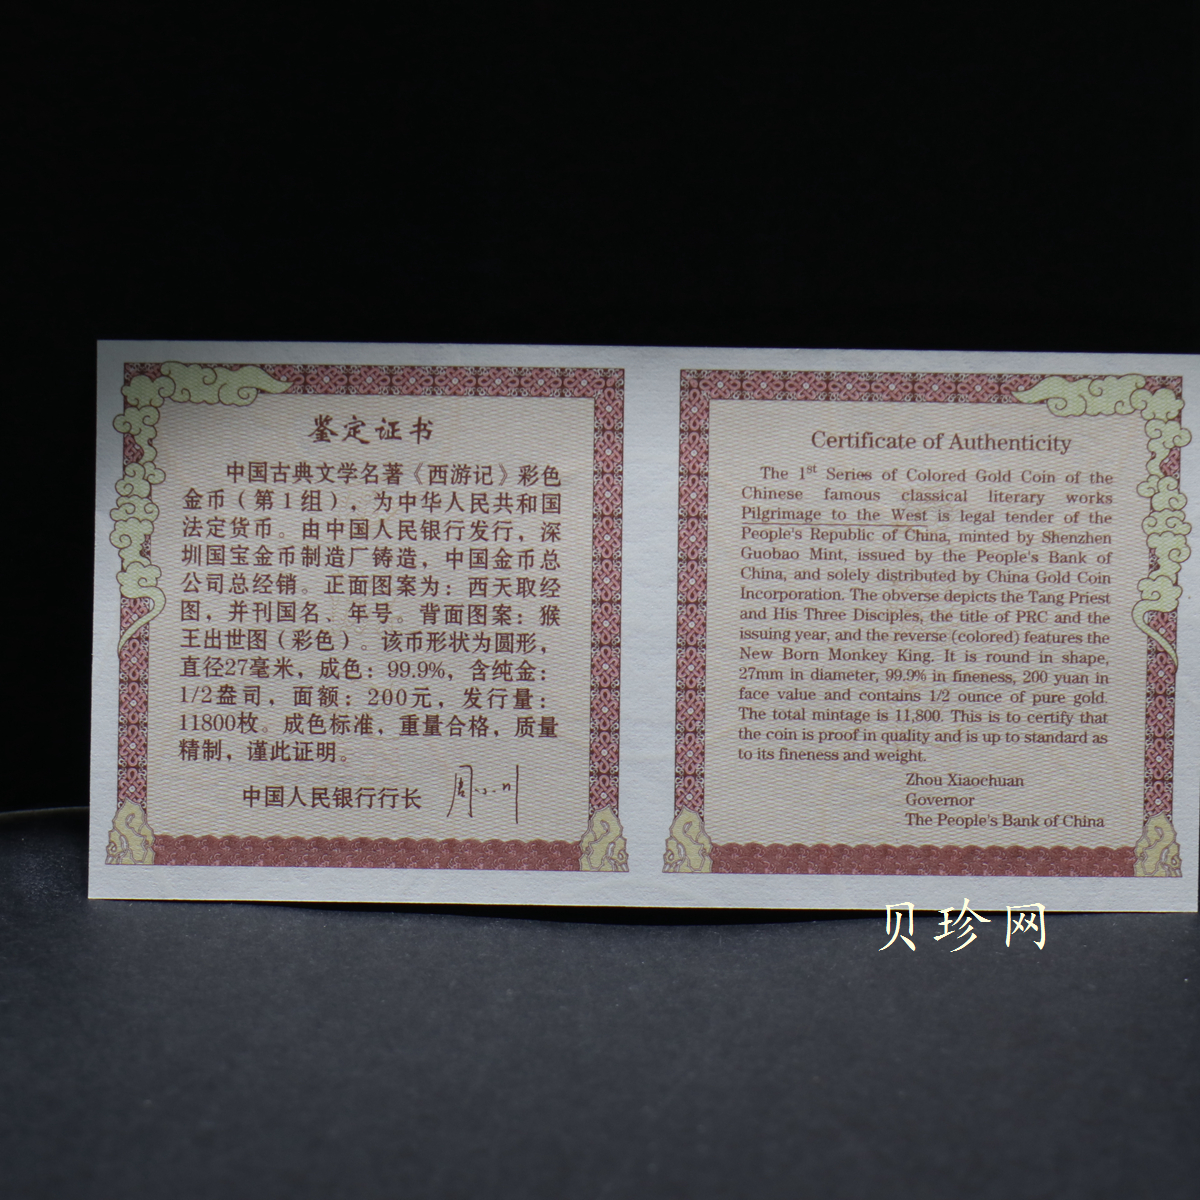 鉴定证书
中国古典文学名著《西游记》彩色
金币（第1组），为中华人民共和国
法定货币。由中国人民银行发行，深
圳国宝金币制造厂铸造，中国金币总
公司总经销。正面图案为：西天取经
图，并刊国名、年号。背面图案：猴
王出世图（彩色）。该币形状为圆形，
直径27毫米，成色：99.9%，含纯金：
1/2盎司，面额：200元，发行量：
11800枚。成色标准，重量合格，质量
精制，谨此证明。
中国人民银行行长 周小川
Certificate of Authenticity
The 1st Series of Colored Gold Coin of the
Chinese famous classical literary works
Pilgrimage to the West is legal tender of the
People's Republic of China, minted by Shenzhen
Guobao Mint, issued by the People's Bank of
China, and solely distributed by China Gold Coin
Incorporation. The obverse depicts the Tang Priest
and His Three Disciples, the title of PRC and the
issuing year, and the reverse (colored) features the
New Born Monkey King. It is round in shape,
27mm in diameter, 99.9% in fineness, 200 yuan in
face value and contains 1/2 ounce of pure gold.
The total mintage is 11,800. This is to certify that
the coin is proof in quality and is up to standard as
to its fineness and weight.
Zhou Xiaochuan
Governor
The People's Bank of China
贝珍网